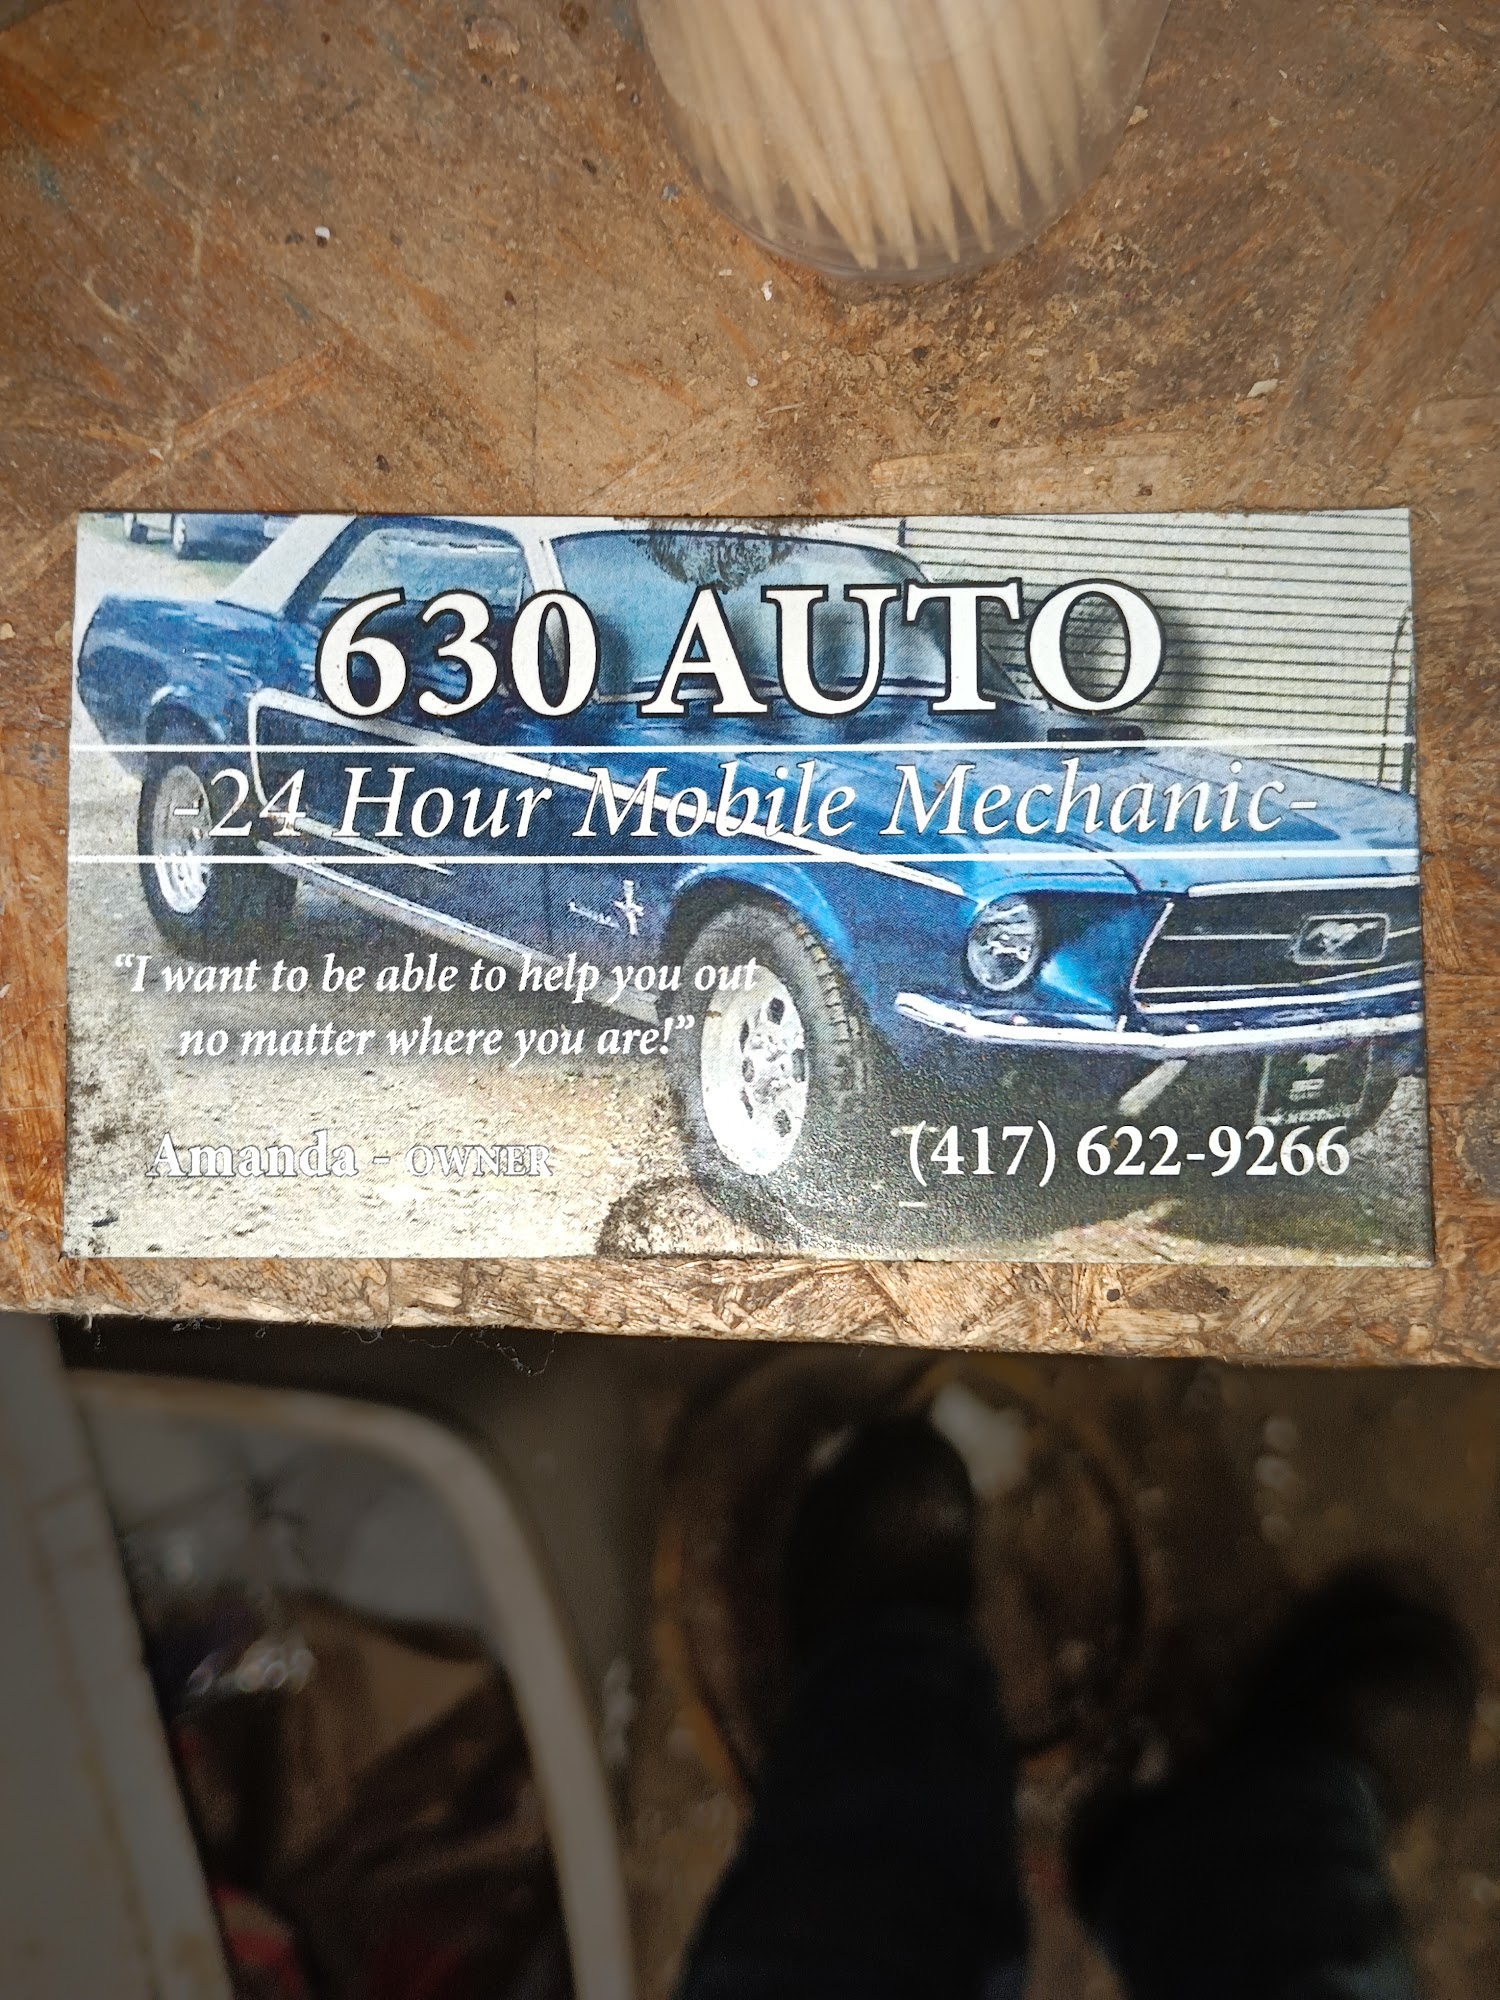 630 AUTO
-24 Hour Mobile Mechanic-
“I want to be able to help you out
no matter where you are!”
Amanda - OWNER
(417) 622-9266